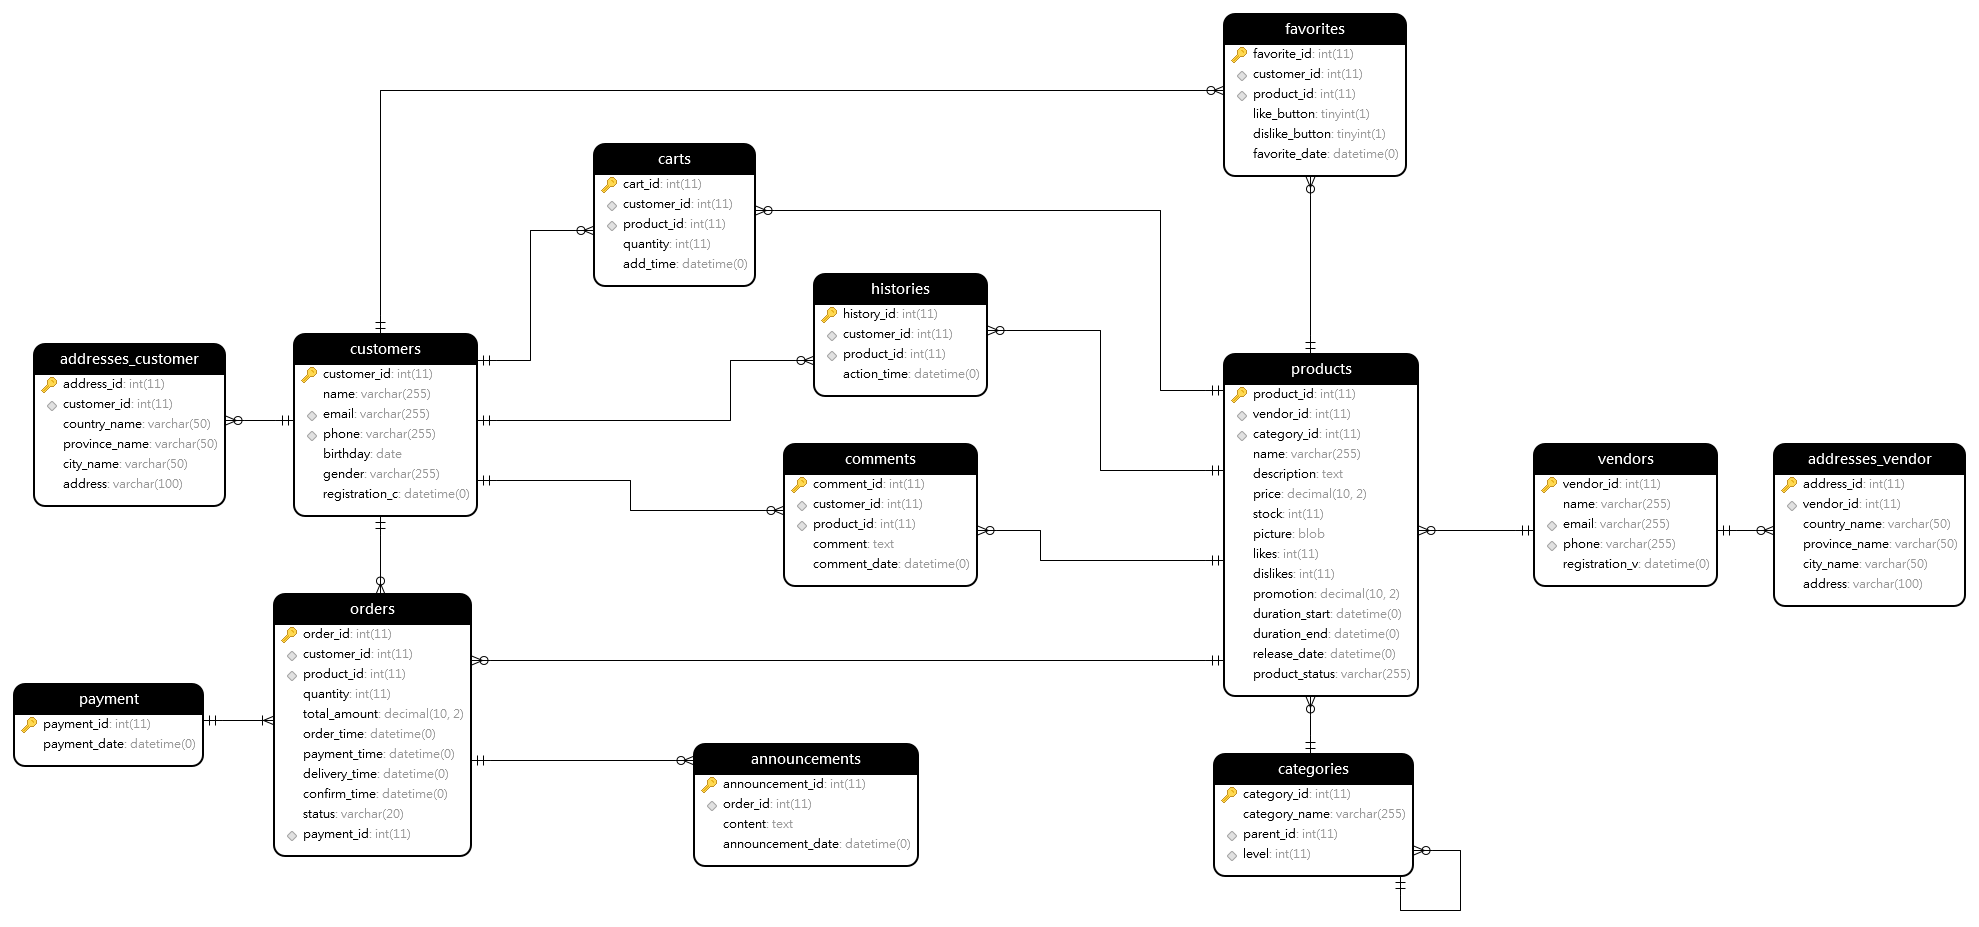 favorites
favorite_id: int(11)
customer_id: int(11)
product_id: int(11)
like_button: tinyint(1)
dislike_button: tinyint(1)
favorite_date: datetime(0)
carts
cart_id: int(11)
customer_id: int(11)
product_id: int(11)
quantity: int(11)
add_time: datetime(0)
histories
history_id: int(11)
customer_id: int(11)
product_id: int(11)
action_time: datetime(0)
customers
customer_id: int(11)
name: varchar(255)
email: varchar(255)
phone: varchar(255)
birthday: date
gender: varchar(255)
registration_c: datetime(0)
addresses_customer
address_id: int(11)
customer_id: int(11)
country_name: varchar(50)
province_name: varchar(50)
city_name: varchar(50)
address: varchar(100)
products
product_id: int(11)
vendor_id: int(11)
category_id: int(11)
name: varchar(255)
description: text
price: decimal(10, 2)
stock: int(11)
picture: blob
likes: int(11)
dislikes: int(11)
promotion: decimal(10, 2)
duration_start: datetime(0)
duration_end: datetime(0)
release_date: datetime(0)
product_status: varchar(255)
comments
comment_id: int(11)
customer_id: int(11)
product_id: int(11)
comment: text
comment_date: datetime(0)
vendors
vendor_id: int(11)
name: varchar(255)
email: varchar(255)
phone: varchar(255)
registration_v: datetime(0)
addresses_vendor
address_id: int(11)
vendor_id: int(11)
country_name: varchar(50)
province_name: varchar(50)
city_name: varchar(50)
address: varchar(100)
orders
order_id: int(11)
customer_id: int(11)
product_id: int(11)
quantity: int(11)
total_amount: decimal(10, 2)
order_time: datetime(0)
payment_time: datetime(0)
delivery_time: datetime(0)
confirm_time: datetime(0)
status: varchar(20)
payment_id: int(11)
payment
payment_id: int(11)
payment_date: datetime(0)
announcements
announcement_id: int(11)
order_id: int(11)
content: text
announcement_date: datetime(0)
categories
category_id: int(11)
category_name: varchar(255)
parent_id: int(11)
level: int(11)